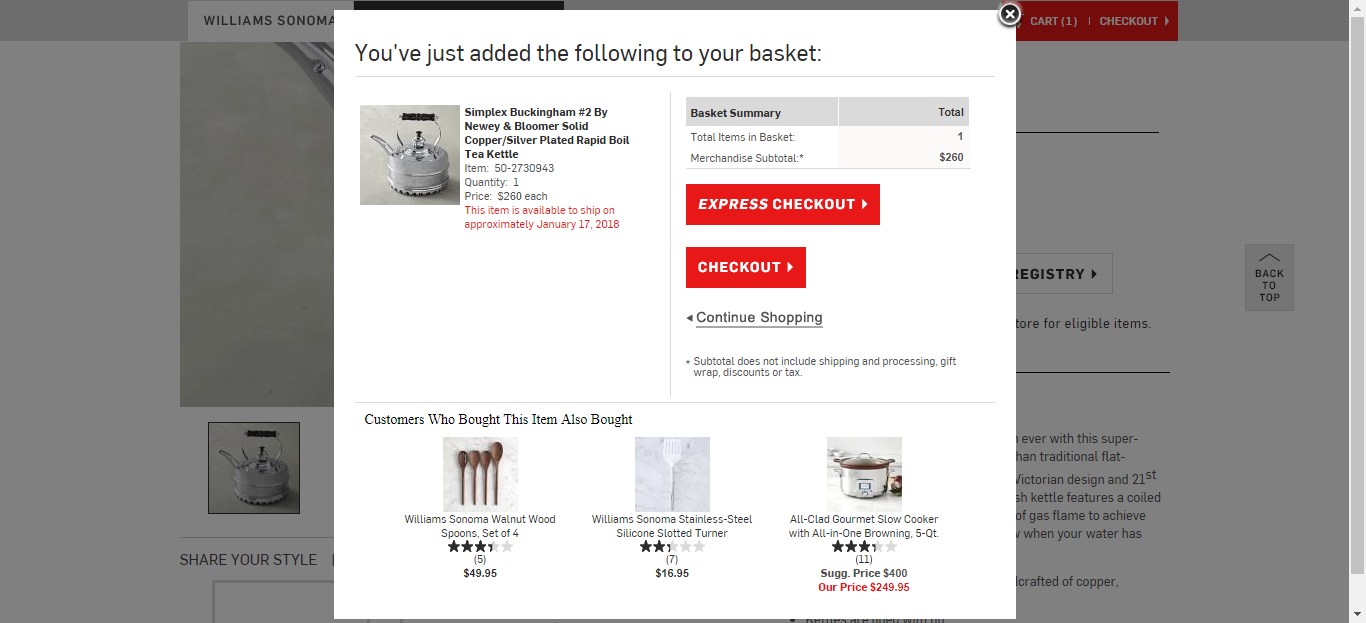 WILLIAMS SONOMA
CART (1) | CHECKOUT
You've just added the following to your basket:
Simplex Buckingham #2 By
Newey & Bloomer Solid
Copper/Silver Plated Rapid Boil
Tea Kettle
Item: 50-2730943
Quantity: 1
Price: $260 each
This item is available to ship on
approximately January 17, 2018
Basket Summary Total
Total Items in Basket: 1
Merchandise Subtotal:* $260
EXPRESS CHECKOUT
CHECKOUT
Continue Shopping
* Subtotal does not include shipping and processing, gift
wrap, discounts or tax.
REGISTRY
BACK
TO
TOP
tore for eligible items.
Customers Who Bought This Item Also Bought
Williams Sonoma Walnut Wood
Spoons, Set of 4
(5)
$49.95
Williams Sonoma Stainless-Steel
Silicone Slotted Turner
(7)
$16.95
All-Clad Gourmet Slow Cooker
with All-in-One Browning, 5-Qt.
(11)
Sugg. Price $400
Our Price $249.95
ever with this super-
than traditional flat-
Victorian design and 21st
sh kettle features a coiled
of gas flame to achieve
when your water has
dcrafted of copper,
SHARE YOUR STYLE